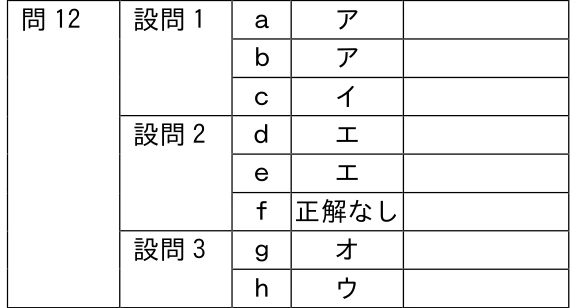 問 12 設問 1 a ア
b ア
c イ
設問 2 d エ
e エ
f 正解なし
設問 3 g オ
h ウ